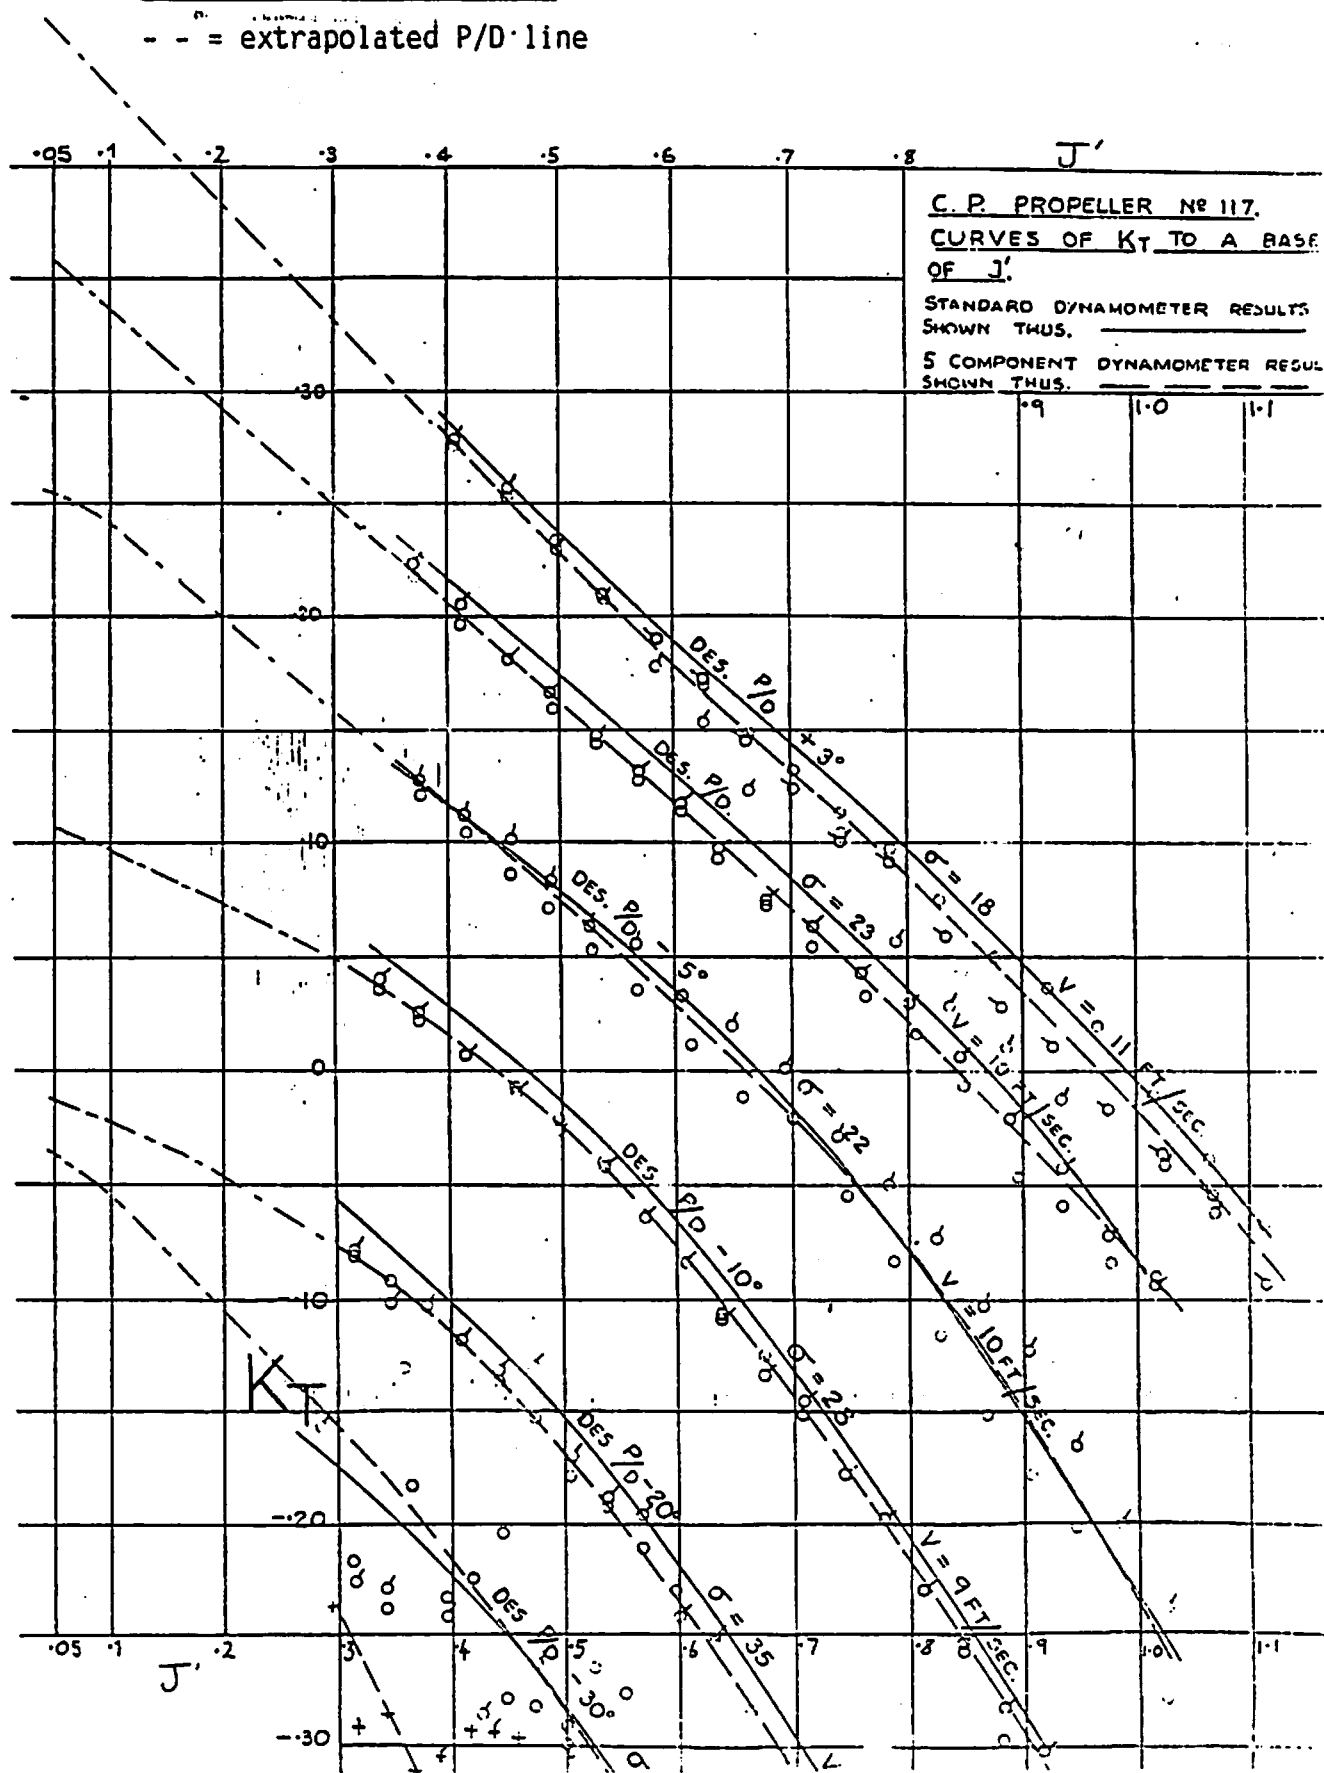 - - = extrapolated P/D line
.05 .1 .2 .3 .4 .5 .6 .7 .8 J'
C. P. PROPELLER Nº 117.
CURVES OF KT TO A BASE
OF J'.
STANDARD DYNAMOMETER RESULTS
SHOWN THUS.
5 COMPONENT DYNAMOMETER RESUL
SHOWN THUS.
.9 1.0 1.1
.30
.20
.10
0
-.10
-.20
-.30
KT
DES. P/D +3° σ = 18 V = 11 FT/SEC.
DES. P/D. σ = 23 V = 10 FT/SEC.
DES. P/D - 5° σ = 22 V = 10 FT/SEC.
DES. P/D - 10° σ = 28 V = 9 FT/SEC.
DES P/D - 20° σ = 35 V
DES P/D - 30° σ
.05 .1 .2 .3 .4 .5 .6 .7 .8 .9 1.0 1.1
J'